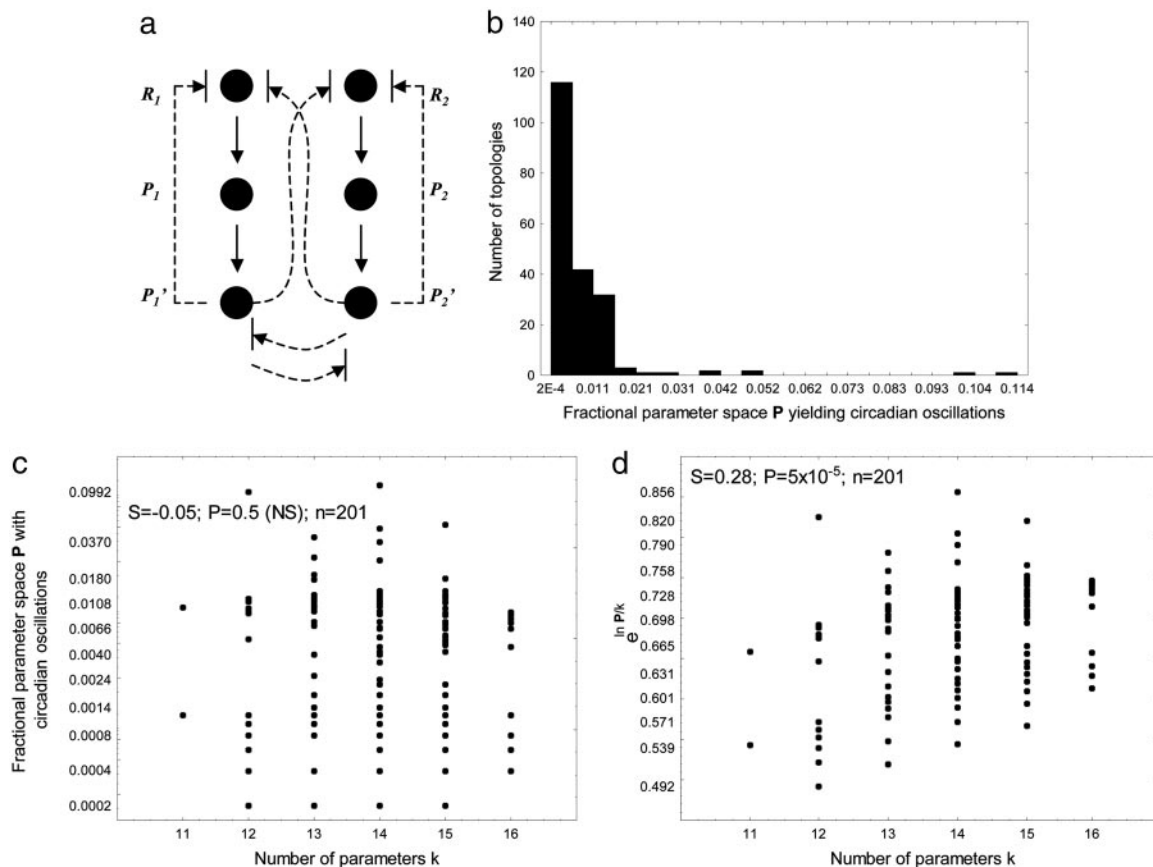 a
R₁
R₂
P₁
P₂
P₁’
P₂’
b
Number of topologies
140
120
100
80
60
40
20
0
2E-4 0.011 0.021 0.031 0.042 0.052 0.062 0.073 0.083 0.093 0.104 0.114
Fractional parameter space P yielding circadian oscillations
c
Fractional parameter space P with
circadian oscillations
S=-0.05; P=0.5 (NS); n=201
0.0992
0.0370
0.0180
0.0108
0.0066
0.0040
0.0024
0.0014
0.0008
0.0004
0.0002
11 12 13 14 15 16
Number of parameters k
d
e^ln P/k
S=0.28; P=5x10⁻⁵; n=201
0.856
0.820
0.790
0.758
0.728
0.698
0.665
0.631
0.601
0.571
0.539
0.492
11 12 13 14 15 16
Number of parameters k